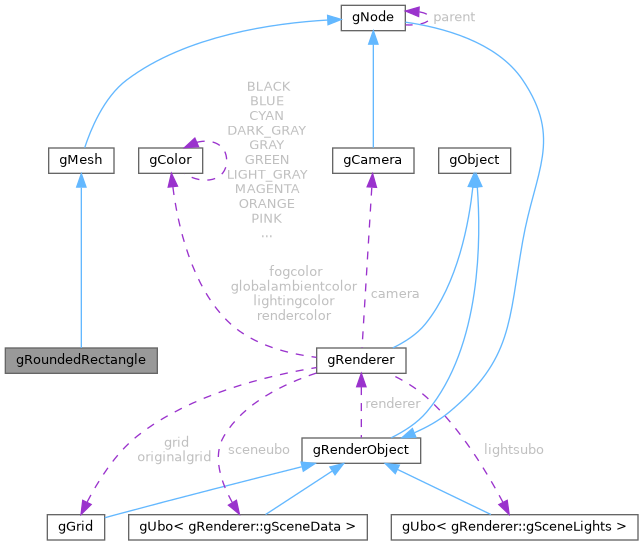 gNode
parent
BLACK
BLUE
CYAN
DARK_GRAY
GRAY
GREEN
LIGHT_GRAY
MAGENTA
ORANGE
PINK
...
gMesh
gColor
gCamera
gObject
fogcolor
globalambientcolor
lightingcolor
rendercolor
camera
gRoundedRectangle
gRenderer
renderer
grid
originalgrid
sceneubo
gRenderObject
lightsubo
gGrid
gUbo< gRenderer::gSceneData >
gUbo< gRenderer::gSceneLights >